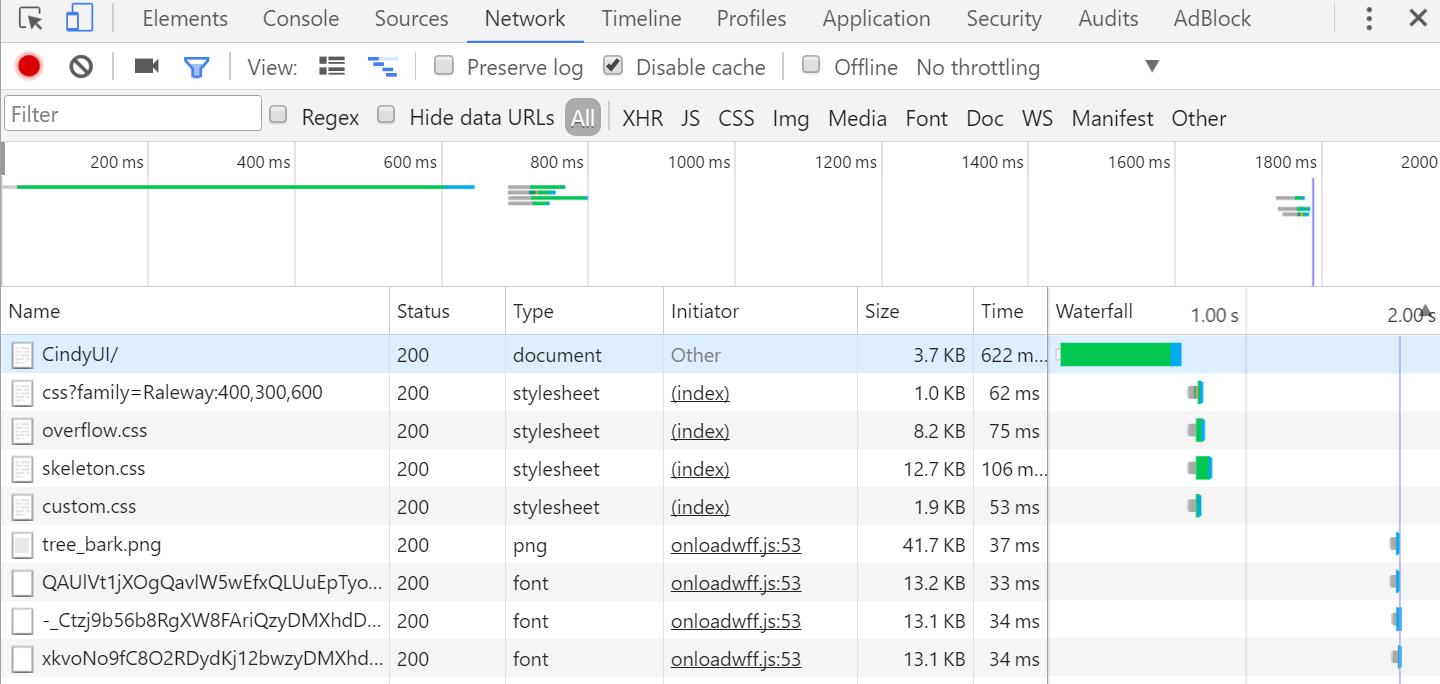 Elements Console Sources Network Timeline Profiles Application Security Audits AdBlock
View: Preserve log Disable cache Offline No throttling
Filter Regex Hide data URLs All XHR JS CSS Img Media Font Doc WS Manifest Other
200 ms 400 ms 600 ms 800 ms 1000 ms 1200 ms 1400 ms 1600 ms 1800 ms 2000
Name Status Type Initiator Size Time Waterfall 1.00 s 2.00 s
CindyUI/ 200 document Other 3.7 KB 622 m...
css?family=Raleway:400,300,600 200 stylesheet (index) 1.0 KB 62 ms
overflow.css 200 stylesheet (index) 8.2 KB 75 ms
skeleton.css 200 stylesheet (index) 12.7 KB 106 m...
custom.css 200 stylesheet (index) 1.9 KB 53 ms
tree_bark.png 200 png onloadwff.js:53 41.7 KB 37 ms
QAUlVt1jXOgQavlW5wEfxQLUuEpTyo... 200 font onloadwff.js:53 13.2 KB 33 ms
-_Ctzj9b56b8RgXW8FAriQzyDMXhdD... 200 font onloadwff.js:53 13.1 KB 34 ms
xkvoNo9fC8O2RDydKj12bwzyDMXhd... 200 font onloadwff.js:53 13.1 KB 34 ms